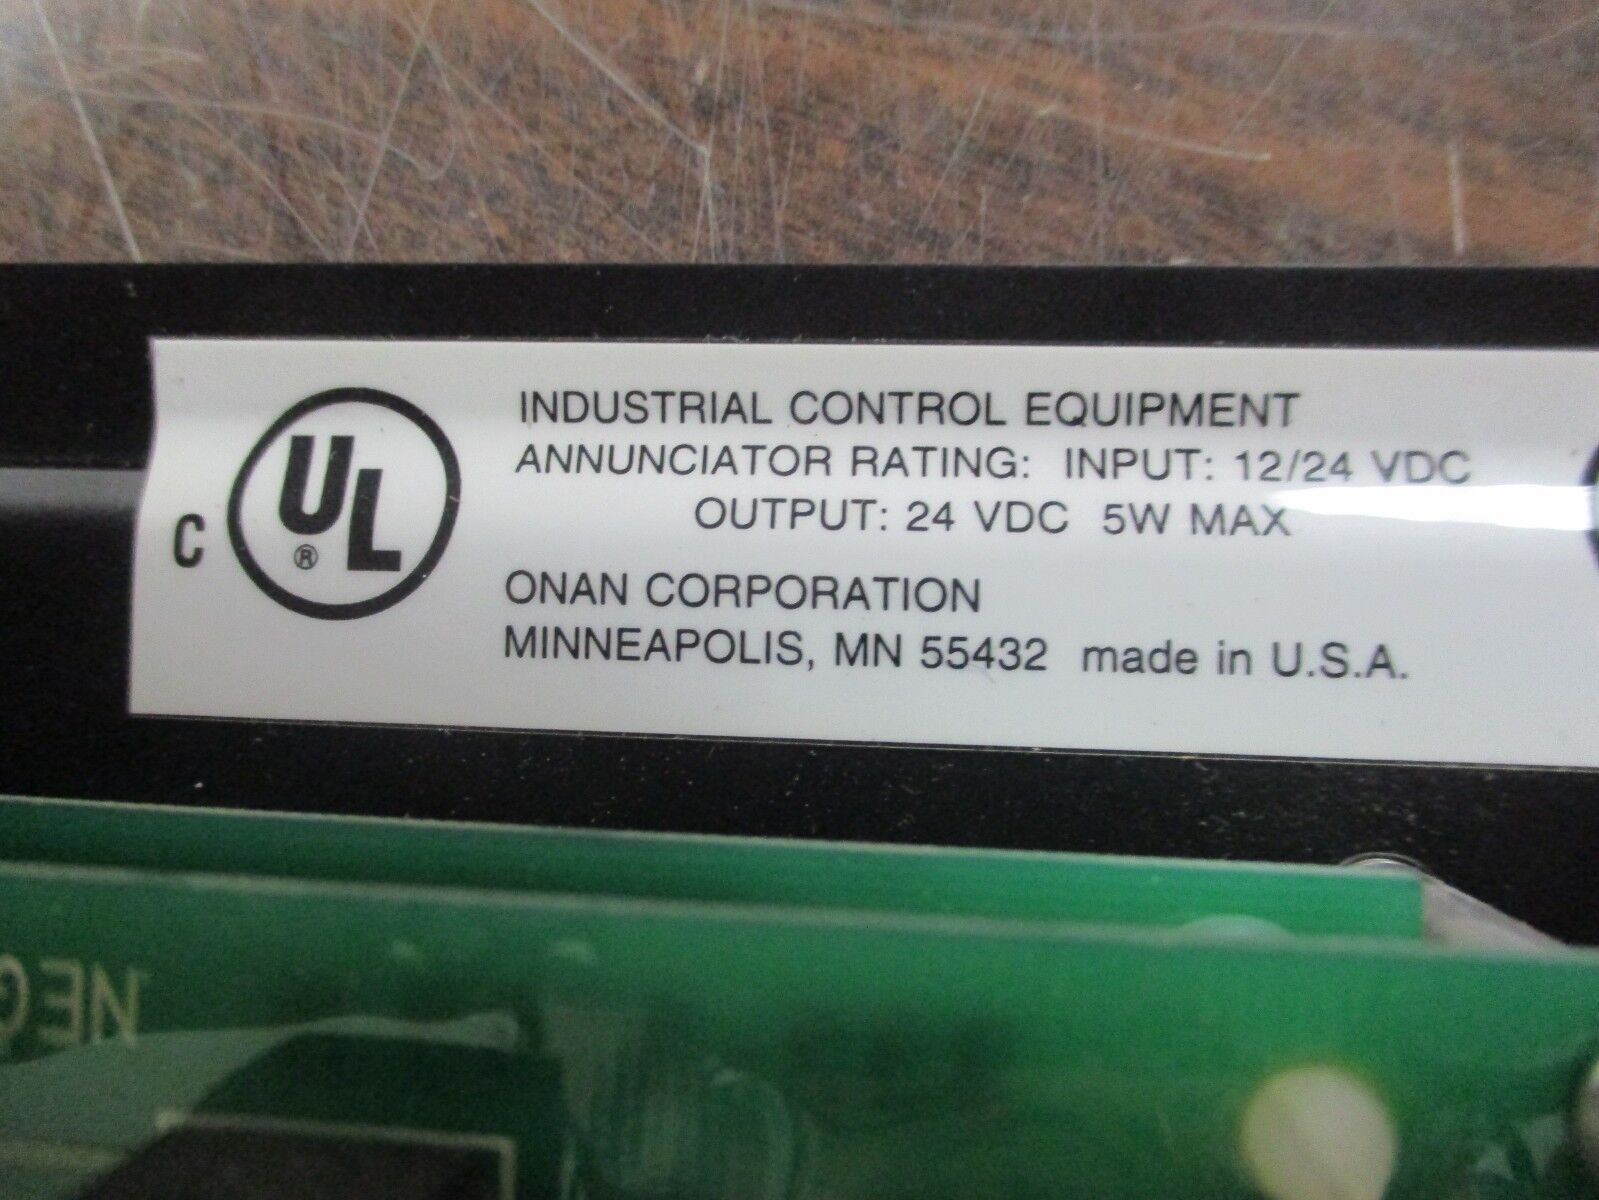 INDUSTRIAL CONTROL EQUIPMENT
ANNUNCIATOR RATING: INPUT: 12/24 VDC
OUTPUT: 24 VDC 5W MAX
C UL ®
ONAN CORPORATION
MINNEAPOLIS, MN 55432 made in U.S.A.
NEG